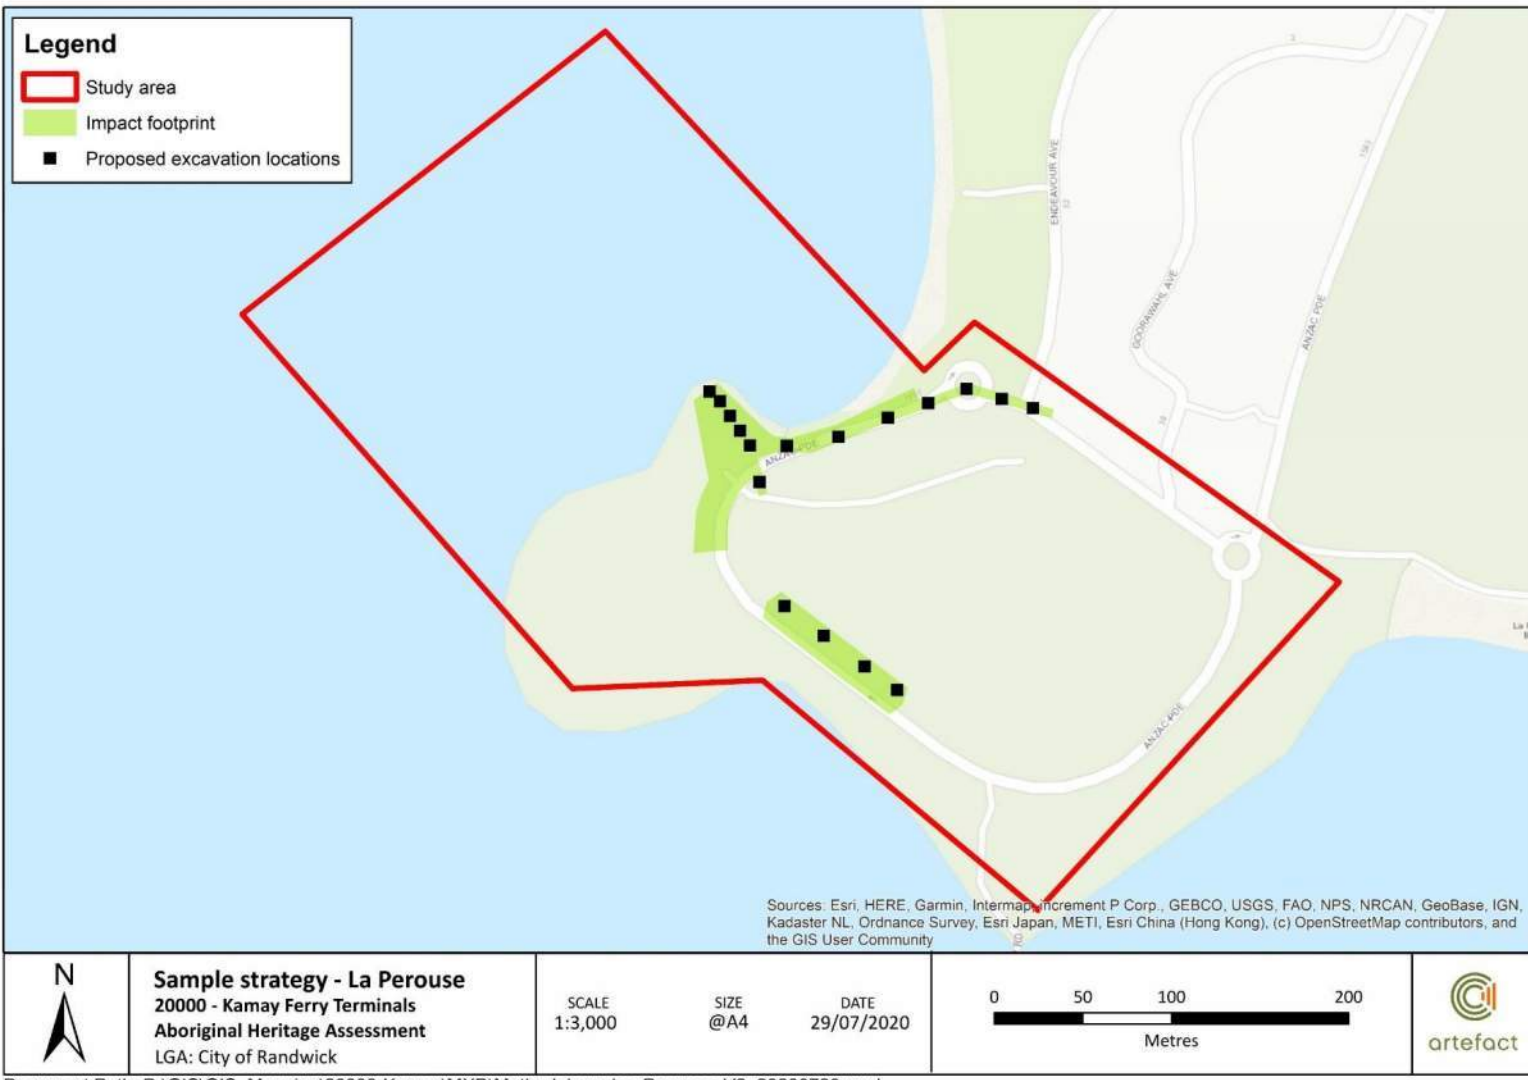 Legend
Study area
Impact footprint
Proposed excavation locations
ENDEAVOUR AVE
GOORAWAHL AVE
ANZAC PDE
ANZAC PDE
ANZAC PDE
Sources: Esri, HERE, Garmin, Intermap, increment P Corp., GEBCO, USGS, FAO, NPS, NRCAN, GeoBase, IGN,
Kadaster NL, Ordnance Survey, Esri Japan, METI, Esri China (Hong Kong), (c) OpenStreetMap contributors, and
the GIS User Community
N
Sample strategy - La Perouse
20000 - Kamay Ferry Terminals
Aboriginal Heritage Assessment
LGA: City of Randwick
SCALE
1:3,000
SIZE
@A4
DATE
29/07/2020
0 50 100 200
Metres
artefact